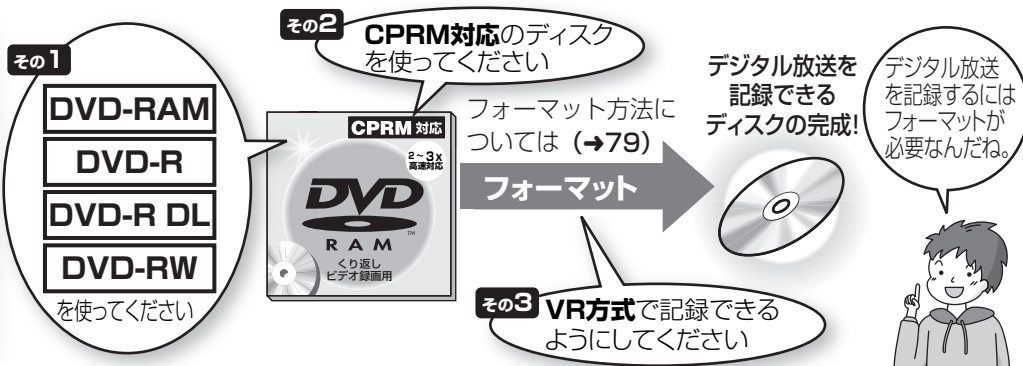 その1
DVD-RAM
DVD-R
DVD-R DL
DVD-RW
を使ってください
その2
CPRM対応のディスク
を使ってください
CPRM 対応
2~3x
高速対応
DVD
RAM
TM
くり返し
ビデオ録画用
フォーマット方法に
ついては (→79)
フォーマット
その3 VR方式で記録できる
ようにしてください
デジタル放送を
記録できる
ディスクの完成!
デジタル放送
を記録するには
フォーマットが
必要なんだね。